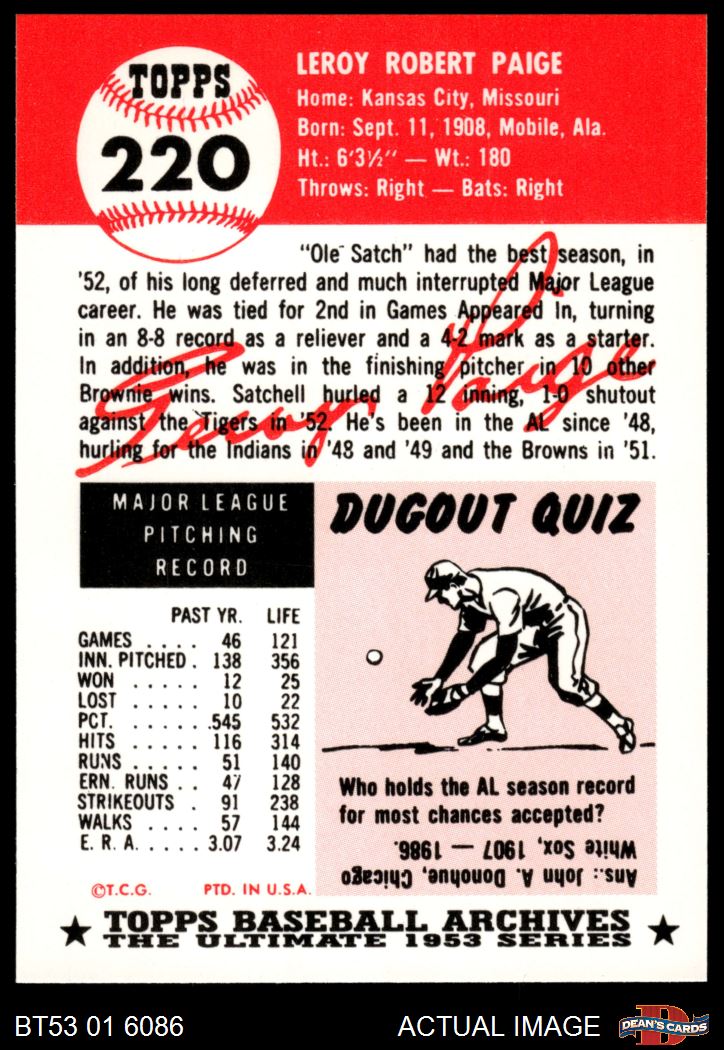 TOPPS
220
LEROY ROBERT PAIGE
Home: Kansas City, Missouri
Born: Sept. 11, 1908, Mobile, Ala.
Ht.: 6'3½" — Wt.: 180
Throws: Right — Bats: Right
"Ole Satch" had the best season, in
'52, of his long deferred and much interrupted Major League
career. He was tied for 2nd in Games Appeared In, turning
in an 8-8 record as a reliever and a 4-2 mark as a starter.
In addition, he was in the finishing pitcher in 10 other
Brownie wins. Satchell hurled a 12 inning, 1-0 shutout
against the Tigers in '52. He's been in the AL since '48,
hurling for the Indians in '48 and '49 and the Browns in '51.
Leroy Paige
MAJOR LEAGUE
PITCHING
RECORD
PAST YR. LIFE
GAMES .... 46 121
INN. PITCHED . 138 356
WON ..... 12 25
LOST ..... 10 22
PCT. ..... .545 532
HITS ..... 116 314
RUNS ..... 51 140
ERN. RUNS .. 47 128
STRIKEOUTS . 91 238
WALKS .... 57 144
E. R. A. .... 3.07 3.24
©T.C.G. PTD. IN U.S.A.
DUGOUT QUIZ
Who holds the AL season record
for most chances accepted?
Ans.: John A. Donohue, Chicago
White Sox, 1907 — 1986.
TOPPS BASEBALL ARCHIVES
THE ULTIMATE 1953 SERIES
BT53 01 6086
ACTUAL IMAGE
D
DEAN'S CARDS